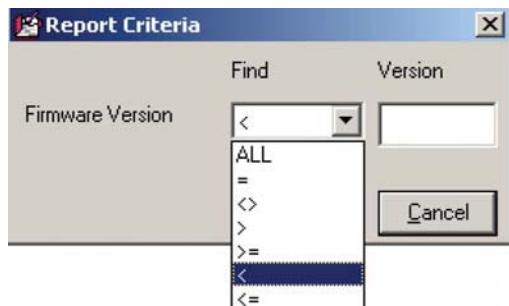 Report Criteria
Find Version
Firmware Version
<
ALL
=
<>
>
>=
<
<=
Cancel